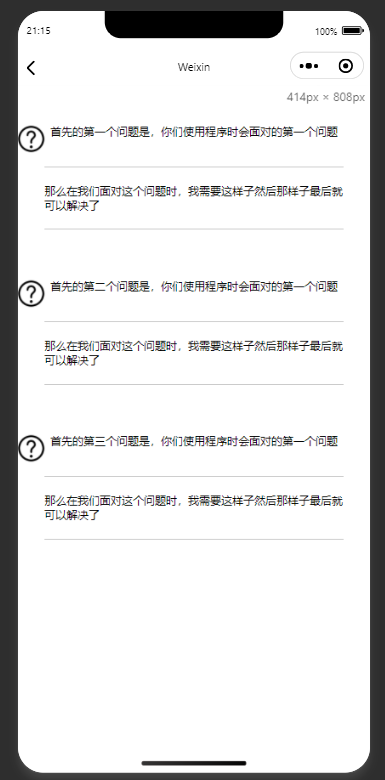 21:15
100%
Weixin
414px × 808px
首先的第一个问题是，你们使用程序时会面对的第一个问题
那么在我们面对这个问题时，我需要这样子然后那样子最后就
可以解决了
首先的第二个问题是，你们使用程序时会面对的第一个问题
那么在我们面对这个问题时，我需要这样子然后那样子最后就
可以解决了
首先的第三个问题是，你们使用程序时会面对的第一个问题
那么在我们面对这个问题时，我需要这样子然后那样子最后就
可以解决了